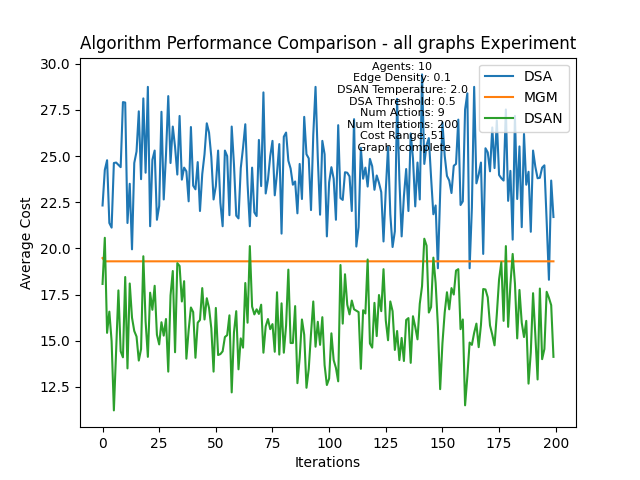 Algorithm Performance Comparison - all graphs Experiment
Agents: 10
Edge Density: 0.1
DSAN Temperature: 2.0
DSA Threshold: 0.5
Num Actions: 9
Num Iterations: 200
Cost Range: 51
Graph: complete
DSA
MGM
DSAN
Average Cost
30.0
27.5
25.0
22.5
20.0
17.5
15.0
12.5
0
25
50
75
100
125
150
175
200
Iterations